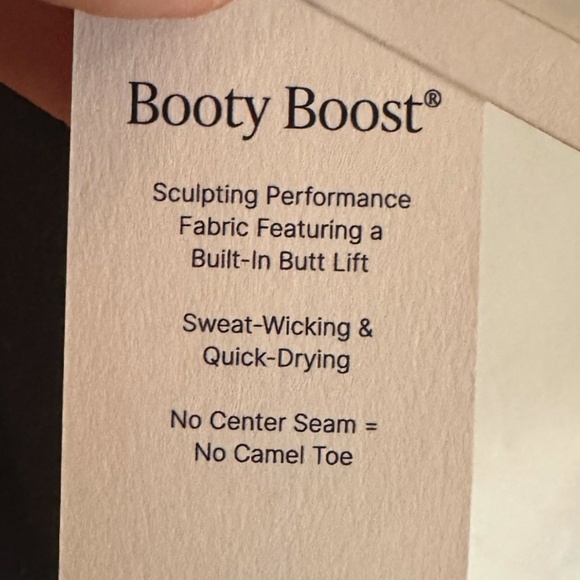 Booty Boost®
Sculpting Performance
Fabric Featuring a
Built-In Butt Lift
Sweat-Wicking &
Quick-Drying
No Center Seam =
No Camel Toe